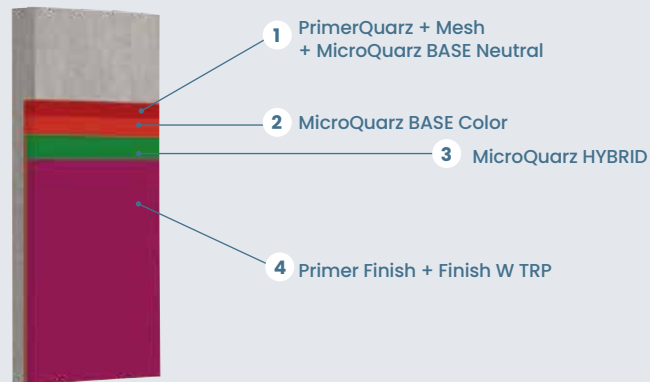 1 PrimerQuarz + Mesh
+ MicroQuarz BASE Neutral
2 MicroQuarz BASE Color
3 MicroQuarz HYBRID
4 Primer Finish + Finish W TRP